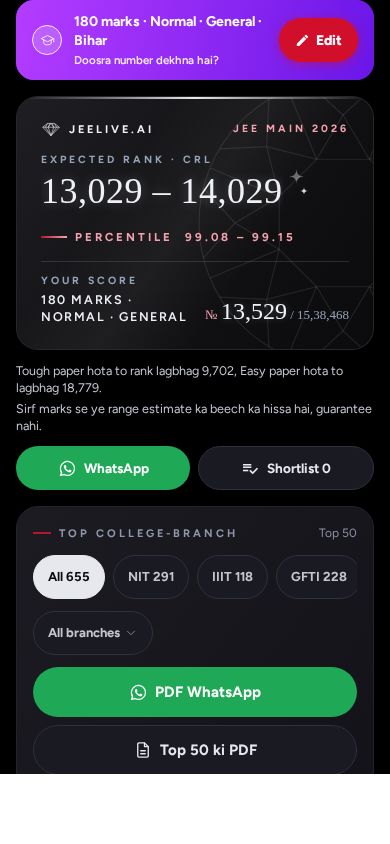 180 marks · Normal · General ·
Bihar
Doosra number dekhna hai?
Edit
JEELIVE.AI
JEE MAIN 2026
EXPECTED RANK · CRL
13,029 – 14,029
PERCENTILE 99.08 – 99.15
YOUR SCORE
180 MARKS ·
NORMAL · GENERAL
№ 13,529 / 15,38,468
Tough paper hota to rank lagbhag 9,702, Easy paper hota to
lagbhag 18,779.
Sirf marks se ye range estimate ka beech ka hissa hai, guarantee
nahi.
WhatsApp
Shortlist 0
TOP COLLEGE-BRANCH
Top 50
All 655
NIT 291
IIIT 118
GFTI 228
All branches
PDF WhatsApp
Top 50 ki PDF